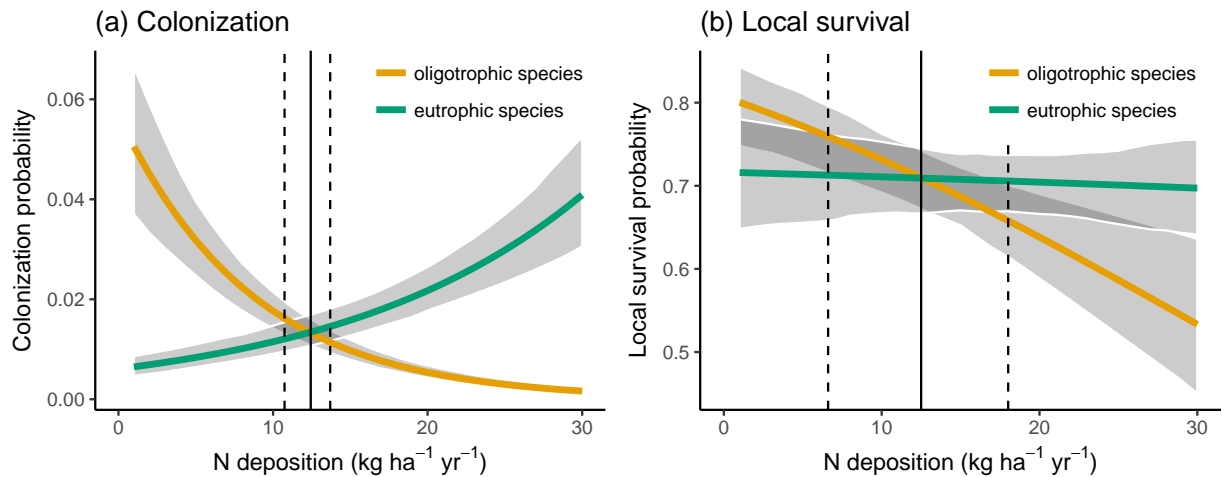 (a) Colonization
oligotrophic species
eutrophic species
0.06
0.04
0.02
0.00
Colonization probability
0
10
20
30
N deposition (kg ha⁻¹ yr⁻¹)
(b) Local survival
oligotrophic species
eutrophic species
0.8
0.7
0.6
0.5
Local survival probability
0
10
20
30
N deposition (kg ha⁻¹ yr⁻¹)